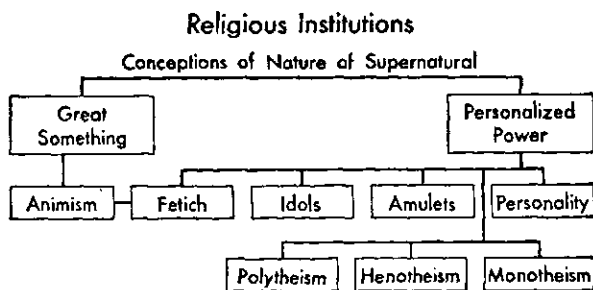 Religious Institutions
Conceptions of Nature of Supernatural
Great
Something
Personalized
Power
Animism
Fetich
Idols
Amulets
Personality
Polytheism
Henotheism
Monotheism